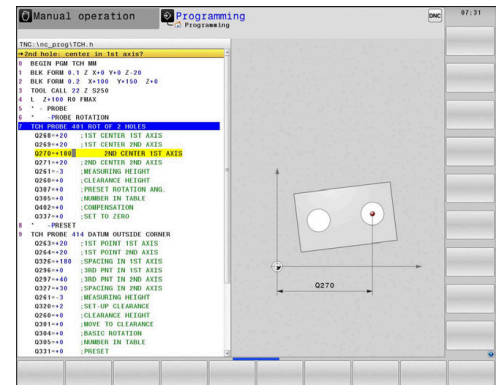 Manual operation
Programming
Programming
DNC
07:31
TNC:\nc_prog\TCH.h
→2nd hole: center in 1st axis?
0 BEGIN PGM TCH MM
1 BLK FORM 0.1 Z X+0 Y+0 Z-20
2 BLK FORM 0.2 X+100 Y+150 Z+0
3 TOOL CALL 22 Z S250
4 L Z+100 R0 FMAX
5 * - PROBE
6 * -PROBE ROTATION
7 TCH PROBE 401 ROT OF 2 HOLES
Q268=+20 ;1ST CENTER 1ST AXIS
Q269=+20 ;1ST CENTER 2ND AXIS
Q270=+180 2ND CENTER 1ST AXIS
Q271=+20 ;2ND CENTER 2ND AXIS
Q261=-3 ;MEASURING HEIGHT
Q260=+0 ;CLEARANCE HEIGHT
Q307=+0 ;PRESET ROTATION ANG.
Q305=+0 ;NUMBER IN TABLE
Q402=+0 ;COMPENSATION
Q337=+0 ;SET TO ZERO
8 * -PRESET
9 TCH PROBE 414 DATUM OUTSIDE CORNER
Q263=+20 ;1ST POINT 1ST AXIS
Q264=+20 ;1ST POINT 2ND AXIS
Q326=+180 ;SPACING IN 1ST AXIS
Q296=+0 ;3RD PNT IN 1ST AXIS
Q297=+40 ;3RD PNT IN 2ND AXIS
Q327=+30 ;SPACING IN 2ND AXIS
Q261=-3 ;MEASURING HEIGHT
Q320=+2 ;SET-UP CLEARANCE
Q260=+0 ;CLEARANCE HEIGHT
Q301=+0 ;MOVE TO CLEARANCE
Q304=+0 ;BASIC ROTATION
Q305=+0 ;NUMBER IN TABLE
Q331=+0 ;PRESET
Q270